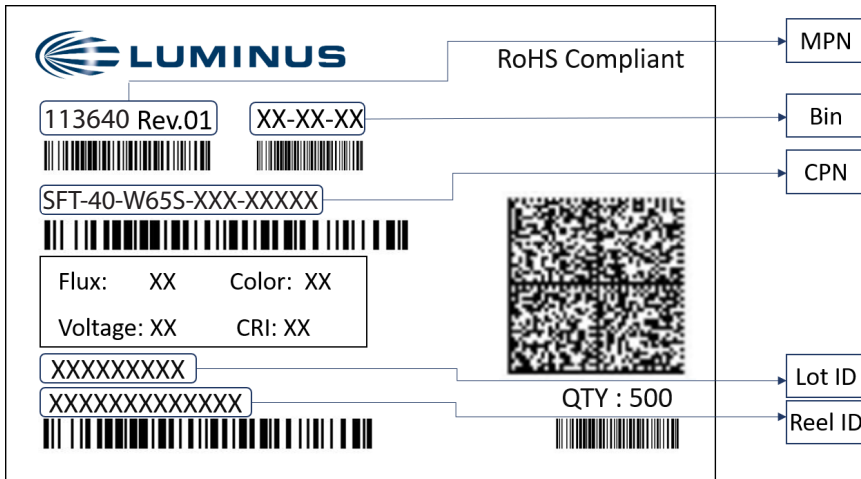 LUMINUS
RoHS Compliant
MPN
113640 Rev.01
XX-XX-XX
Bin
SFT-40-W65S-XXX-XXXXX
CPN
Flux: XX Color: XX
Voltage: XX CRI: XX
XXXXXXXXX
Lot ID
XXXXXXXXXXXXX
QTY : 500
Reel ID